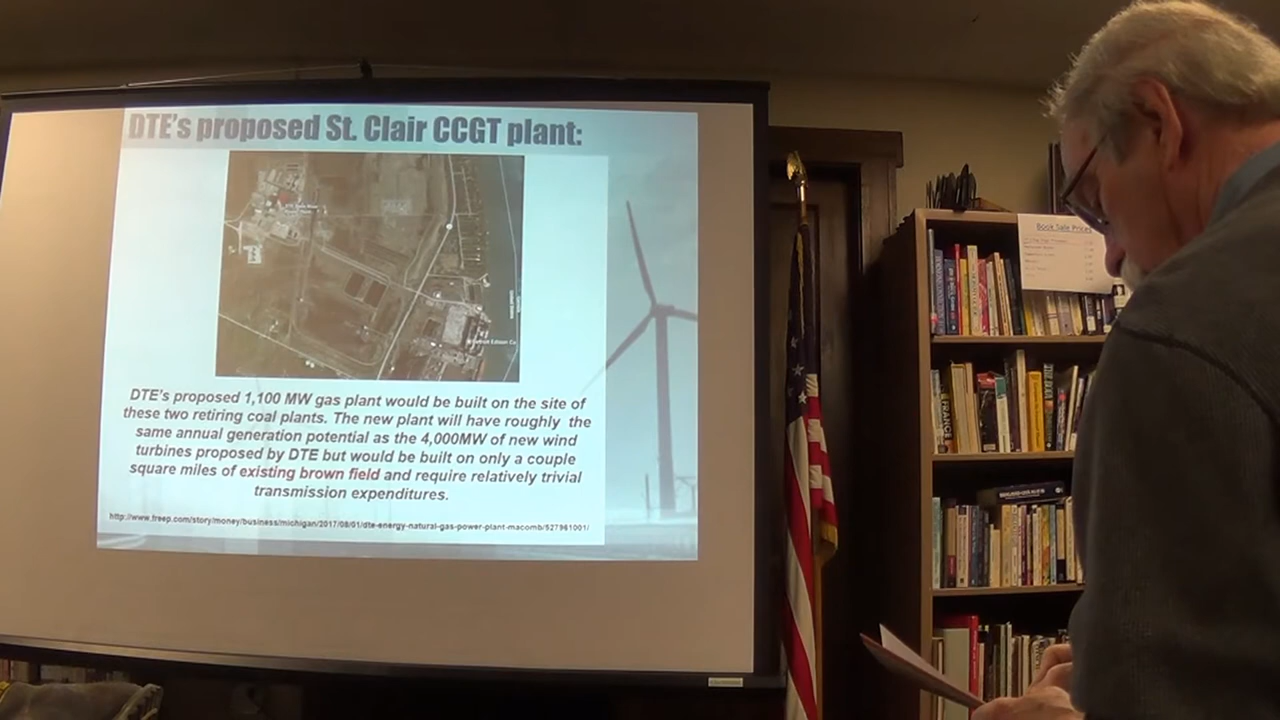 DTE's proposed St. Clair CCGT plant:
DTE's proposed 1,100 MW gas plant would be built on the site of
these two retiring coal plants. The new plant will have roughly the
same annual generation potential as the 4,000MW of new wind
turbines proposed by DTE but would be built on only a couple
square miles of existing brown field and require relatively trivial
transmission expenditures.
http://www.freep.com/story/money/business/michigan/2017/08/01/dte-energy-natural-gas-power-plant-macomb/527961001/
Book Sale Prices
FRANCE